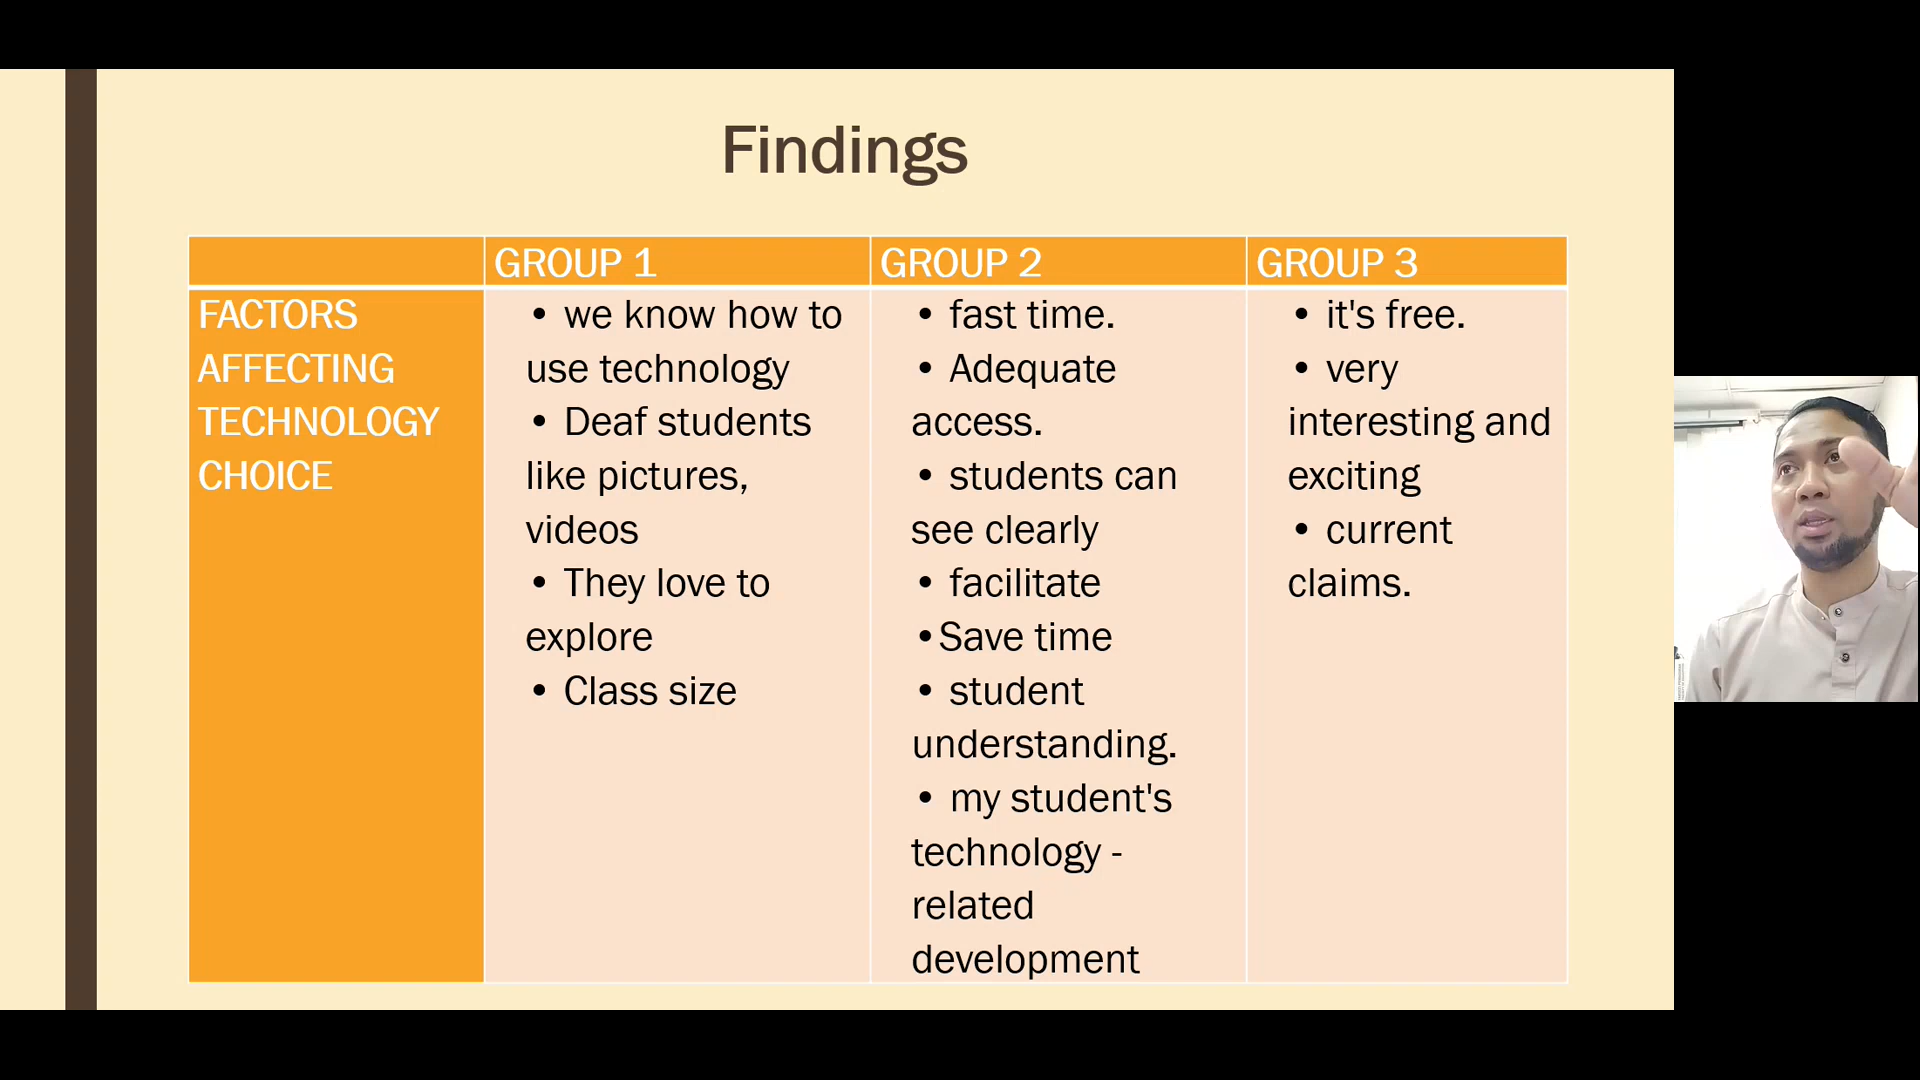 Findings
GROUP 1
GROUP 2
GROUP 3
FACTORS
AFFECTING
TECHNOLOGY
CHOICE
• we know how to
use technology
• Deaf students
like pictures,
videos
• They love to
explore
• Class size
• fast time.
• Adequate
access.
• students can
see clearly
• facilitate
•Save time
• student
understanding.
• my student's
technology -
related
development
• it's free.
• very
interesting and
exciting
• current
claims.